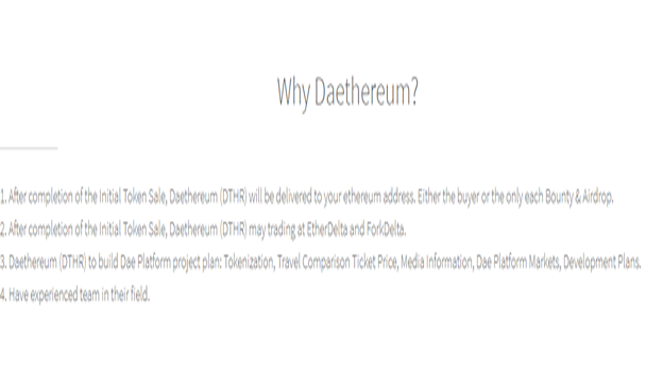 Why Daethereum?
1. After completion of the Initial Token Sale, Daethereum (DTHR) will be delivered to your ethereum address. Either the buyer or the only each Bounty & Airdrop.
2. After completion of the Initial Token Sale, Daethereum (DTHR) may trading at EtherDelta and ForkDelta.
3. Daethereum (DTHR) to build Dae Platform project plan: Tokenization, Travel Comparison Ticket Price, Media Information, Dae Platform Markets, Development Plans.
4. Have experienced team in their field.